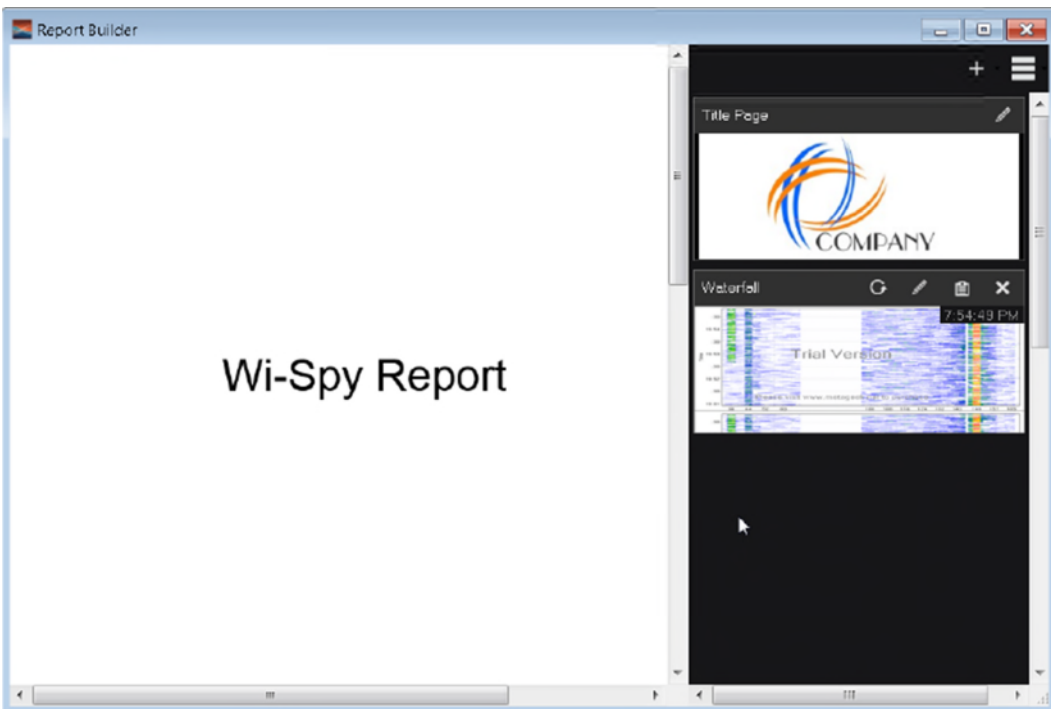 Report Builder
Wi-Spy Report
+
Title Page
COMPANY
Waterfall
7:54:49 PM
Trial Version